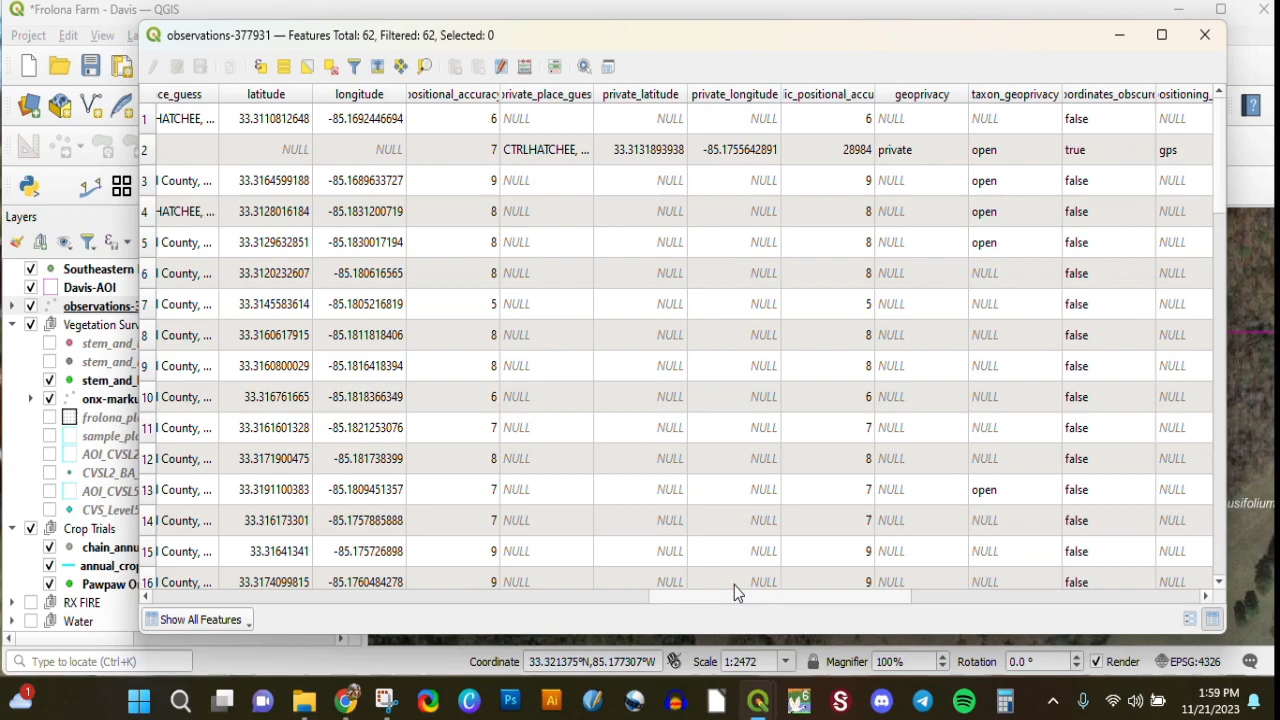 *Frolona Farm - Davis — QGIS
Project Edit View
observations-377931 — Features Total: 62, Filtered: 62, Selected: 0
ce_guess latitude longitude positional_accurac private_place_gues private_latitude private_longitude ic_positional_accu geoprivacy taxon_geoprivacy oordinates_obscure ositioning_
1 HATCHEE, ... 33.3110812648 -85.1692446694 6 NULL NULL NULL 6 NULL NULL false NULL
2 NULL NULL 7 CTRLHATCHEE, ... 33.3131893938 -85.1755642891 28984 private open true gps
3 l County, ... 33.3164599188 -85.1689633727 9 NULL NULL NULL 9 NULL open false NULL
4 HATCHEE, ... 33.3128016184 -85.1831200719 8 NULL NULL NULL 8 NULL open false NULL
5 l County, ... 33.3129632851 -85.1830017194 8 NULL NULL NULL 8 NULL open false NULL
6 l County, ... 33.3120232607 -85.180616565 8 NULL NULL NULL 8 NULL NULL false NULL
7 l County, ... 33.3145583614 -85.1805216819 5 NULL NULL NULL 5 NULL NULL false NULL
8 l County, ... 33.3160617915 -85.1811818406 8 NULL NULL NULL 8 NULL NULL false NULL
9 l County, ... 33.3160800029 -85.1816418394 8 NULL NULL NULL 8 NULL NULL false NULL
10 l County, ... 33.316761665 -85.1818366349 6 NULL NULL NULL 6 NULL NULL false NULL
11 l County, ... 33.3161601328 -85.1821253076 7 NULL NULL NULL 7 NULL NULL false NULL
12 l County, ... 33.3171900475 -85.181738399 8 NULL NULL NULL 8 NULL NULL false NULL
13 l County, ... 33.3191100383 -85.1809451357 7 NULL NULL NULL 7 NULL open false NULL
14 l County, ... 33.316173301 -85.1757885888 7 NULL NULL NULL 7 NULL NULL false NULL
15 l County, ... 33.31641341 -85.175726898 9 NULL NULL NULL 9 NULL NULL false NULL
16 l County, ... 33.3174099815 -85.1760484278 9 NULL NULL NULL 9 NULL NULL false NULL
Show All Features
Layers
Southeastern
Davis-AOI
observations-3
Vegetation Surv
stem_and_
stem_and_
stem_and_
onx-marku
frolona_pl
sample_plo
AOI_CVSL2
CVSL2_BA_
AOI_CVSL5
CVS_Level5
Crop Trials
chain_annu
annual_crop
Pawpaw Or
RX FIRE
Water
usifolium
Type to locate (Ctrl+K) Coordinate 33.321375°N,85.177307°W Scale 1:2472 Magnifier 100% Rotation 0.0 ° Render EPSG:4326
1 Ps Ai 1:59 PM
11/21/2023